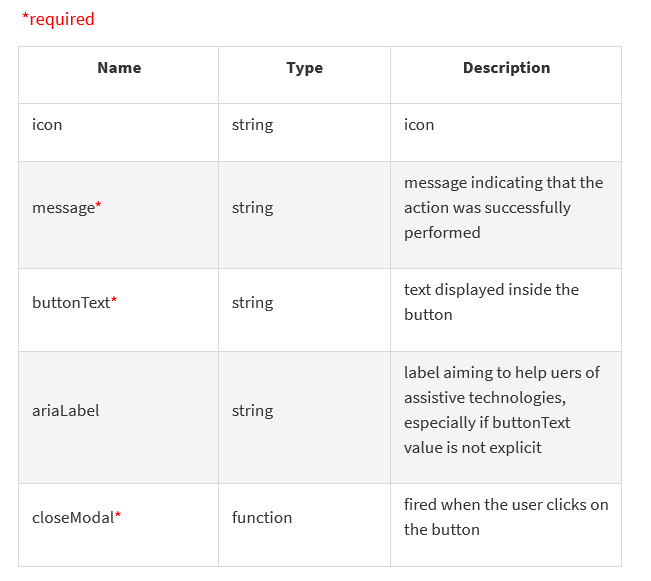 *required
Name Type Description
icon string icon
message* string message indicating that the
action was successfully
performed
buttonText* string text displayed inside the
button
ariaLabel string label aiming to help uers of
assistive technologies,
especially if buttonText
value is not explicit
closeModal* function fired when the user clicks on
the button